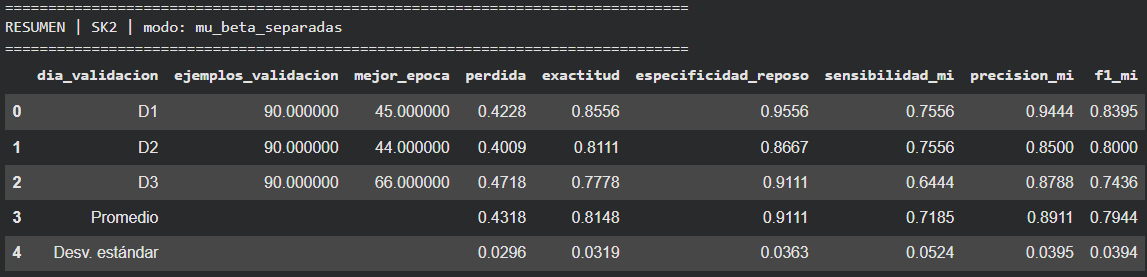 ===============================================================================
RESUMEN | SK2 | modo: mu_beta_separadas
===============================================================================
dia_validacion ejemplos_validacion mejor_epoca perdida exactitud especificidad_reposo sensibilidad_mi precision_mi f1_mi
0 D1 90.000000 45.000000 0.4228 0.8556 0.9556 0.7556 0.9444 0.8395
1 D2 90.000000 44.000000 0.4009 0.8111 0.8667 0.7556 0.8500 0.8000
2 D3 90.000000 66.000000 0.4718 0.7778 0.9111 0.6444 0.8788 0.7436
3 Promedio 0.4318 0.8148 0.9111 0.7185 0.8911 0.7944
4 Desv. estándar 0.0296 0.0319 0.0363 0.0524 0.0395 0.0394